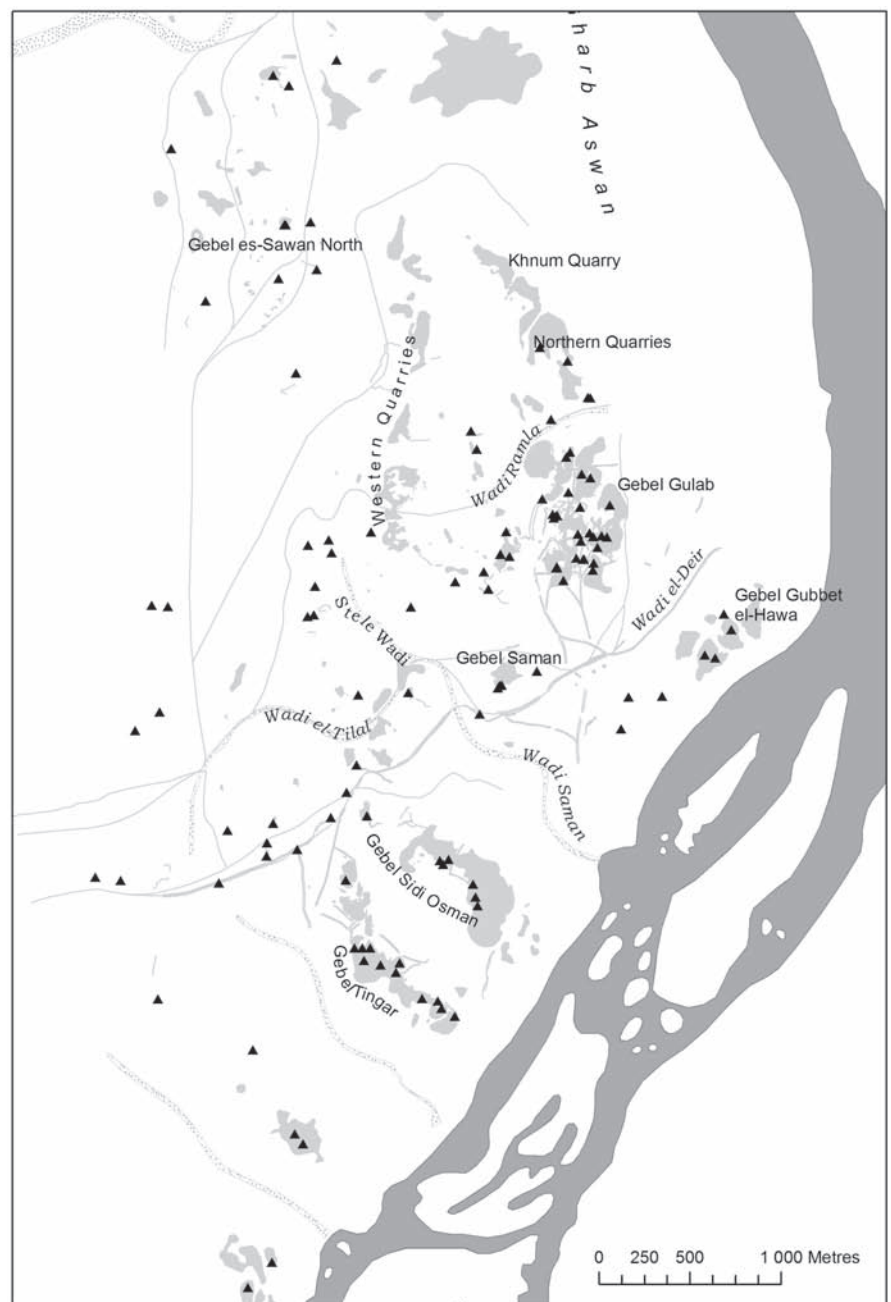 harb Aswan
Gebel es-Sawan North
Khnum Quarry
Northern Quarries
Western Quarries
Wadi Ramla
Gebel Gulab
Wadi el-Deir
Gebel Gubbet
el-Hawa
Stele Wadi
Gebel Saman
Wadi el-Tilal
Wadi Saman
Gebel Sidi Osman
Gebel Tingar
0 250 500 1 000 Metres